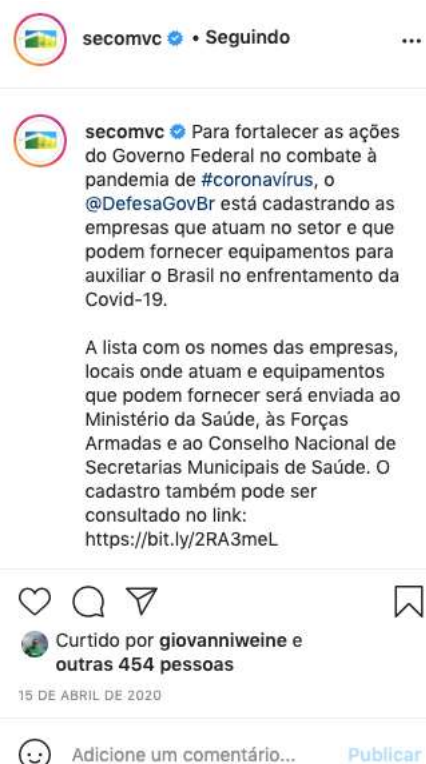 secomvc • Seguindo
secomvc Para fortalecer as ações
do Governo Federal no combate à
pandemia de #coronavírus, o
@DefesaGovBr está cadastrando as
empresas que atuam no setor e que
podem fornecer equipamentos para
auxiliar o Brasil no enfrentamento da
Covid-19.
A lista com os nomes das empresas,
locais onde atuam e equipamentos
que podem fornecer será enviada ao
Ministério da Saúde, às Forças
Armadas e ao Conselho Nacional de
Secretarias Municipais de Saúde. O
cadastro também pode ser
consultado no link:
https://bit.ly/2RA3meL
Curtido por giovanniweine e
outras 454 pessoas
15 DE ABRIL DE 2020
Adicione um comentário... Publicar